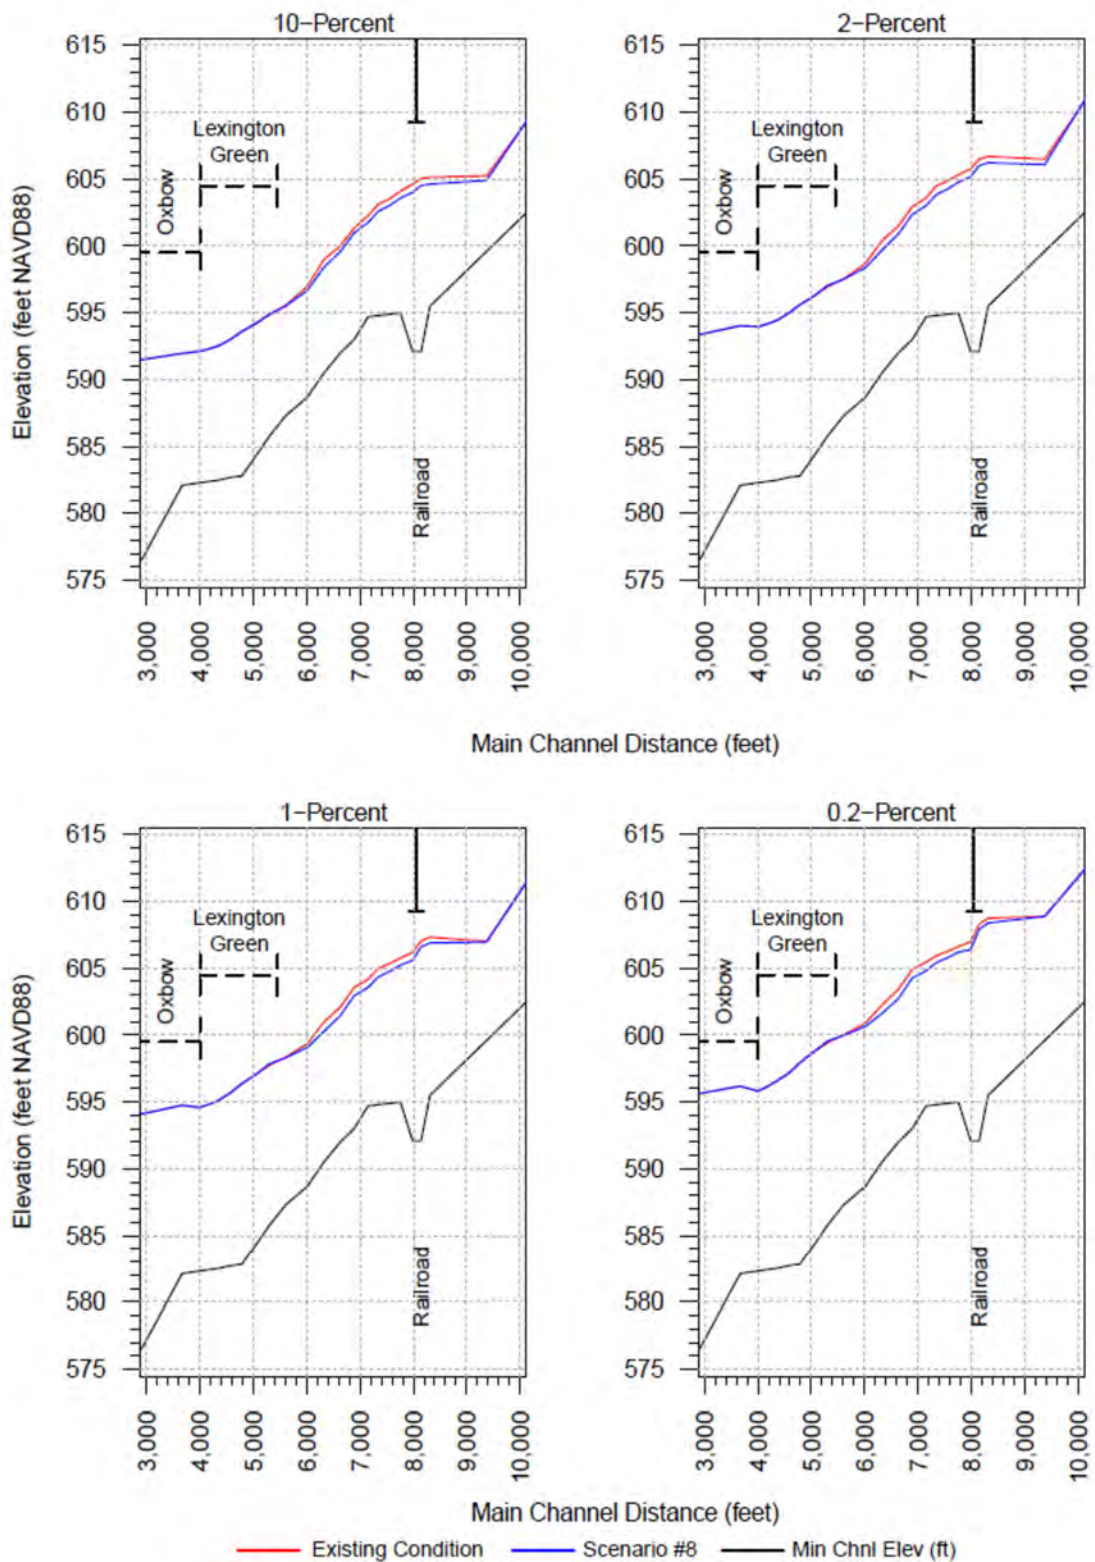 10−Percent
2−Percent
615
610
605
600
595
590
585
580
575
Elevation (feet NAVD88)
Oxbow
Lexington
Green
Railroad
3,000
4,000
5,000
6,000
7,000
8,000
9,000
10,000
615
610
605
600
595
590
585
580
575
Oxbow
Lexington
Green
Railroad
3,000
4,000
5,000
6,000
7,000
8,000
9,000
10,000
Main Channel Distance (feet)
1−Percent
0.2−Percent
615
610
605
600
595
590
585
580
575
Elevation (feet NAVD88)
Oxbow
Lexington
Green
Railroad
3,000
4,000
5,000
6,000
7,000
8,000
9,000
10,000
615
610
605
600
595
590
585
580
575
Oxbow
Lexington
Green
Railroad
3,000
4,000
5,000
6,000
7,000
8,000
9,000
10,000
Main Channel Distance (feet)
Existing Condition Scenario #8 Min Chnl Elev (ft)